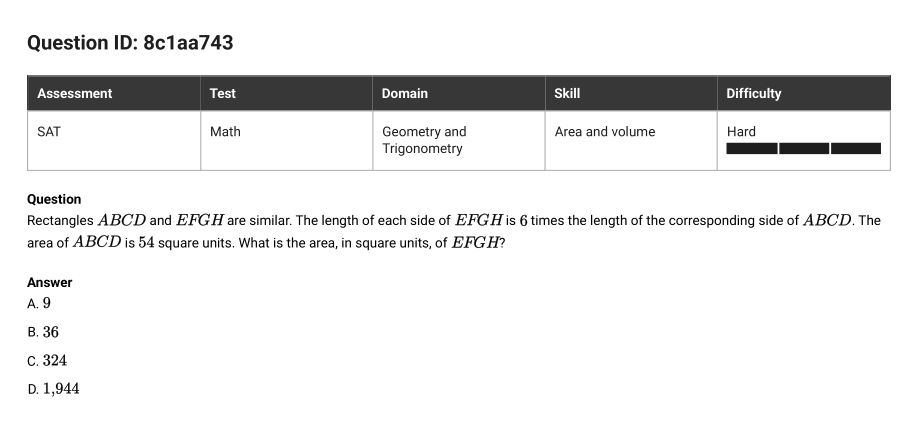 Question ID: 8c1aa743
Assessment Test Domain Skill Difficulty
SAT Math Geometry and Area and volume Hard
Trigonometry
Question
Rectangles ABCD and EFGH are similar. The length of each side of EFGH is 6 times the length of the corresponding side of ABCD. The
area of ABCD is 54 square units. What is the area, in square units, of EFGH?
Answer
A. 9
B. 36
C. 324
D. 1,944